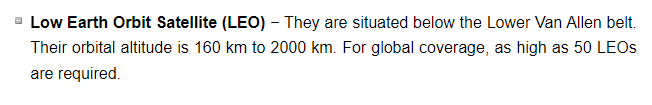 Low Earth Orbit Satellite (LEO) − They are situated below the Lower Van Allen belt.
Their orbital altitude is 160 km to 2000 km. For global coverage, as high as 50 LEOs
are required.